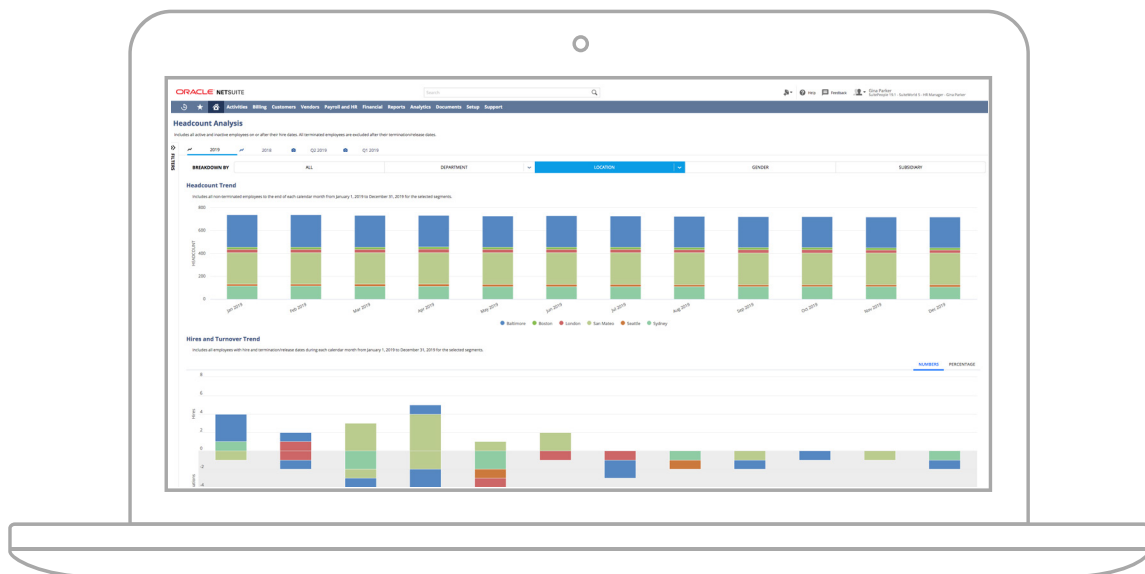 ORACLE NETSUITE
Search
Help Feedback Gina Parker
Activities Billing Customers Vendors Payroll and HR Financial Reports Analytics Documents Setup Support
Headcount Analysis
Includes all active and inactive employees on or after their hire dates. All terminated employees are excluded after their termination/release dates.
FILTERS
2019 2018 Q2 2019 Q1 2019
BREAKDOWN BY ALL DEPARTMENT LOCATION GENDER SUBSIDIARY
Headcount Trend
Includes all non-terminated employees to the end of each calendar month from January 1, 2019 to December 31, 2019 for the selected segments.
800
600
400
200
0
HEADCOUNT
Jan 2019 Feb 2019 Mar 2019 Apr 2019 May 2019 Jun 2019 Jul 2019 Aug 2019 Sep 2019 Oct 2019 Nov 2019 Dec 2019
Baltimore Boston London San Mateo Seattle Sydney
Hires and Turnover Trend
Includes all employees with hire and termination/release dates during each calendar month from January 1, 2019 to December 31, 2019 for the selected segments.
NUMBERS PERCENTAGE
8
6
4
2
0
-2
-4
Hires